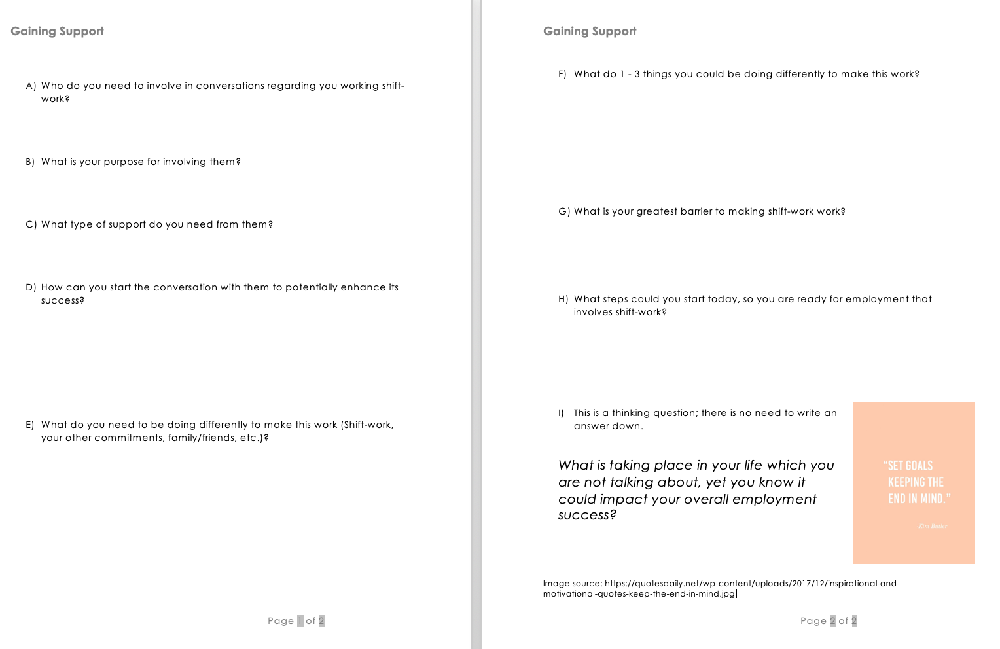 Gaining Support
A) Who do you need to involve in conversations regarding you working shift-
work?
B) What is your purpose for involving them?
C) What type of support do you need from them?
D) How can you start the conversation with them to potentially enhance its
success?
E) What do you need to be doing differently to make this work (Shift-work,
your other commitments, family/friends, etc.)?
Page 1 of 2
Gaining Support
F) What do 1 - 3 things you could be doing differently to make this work?
G) What is your greatest barrier to making shift-work work?
H) What steps could you start today, so you are ready for employment that
involves shift-work?
I) This is a thinking question; there is no need to write an
answer down.
What is taking place in your life which you
are not talking about, yet you know it
could impact your overall employment
success?
“SET GOALS
KEEPING THE
END IN MIND.”
-Kim Butler
Image source: https://quotesdaily.net/wp-content/uploads/2017/12/inspirational-and-
motivational-quotes-keep-the-end-in-mind.jpg
Page 2 of 2